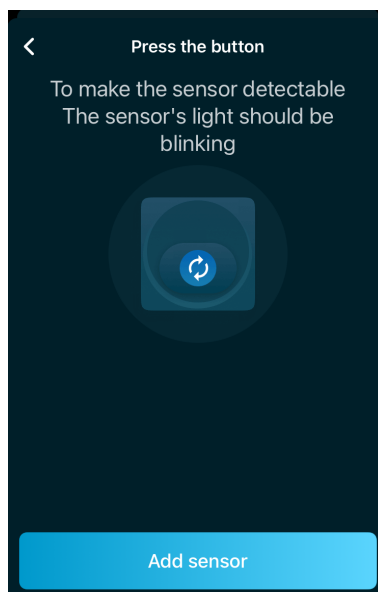 Press the button
To make the sensor detectable
The sensor's light should be
blinking
Add sensor